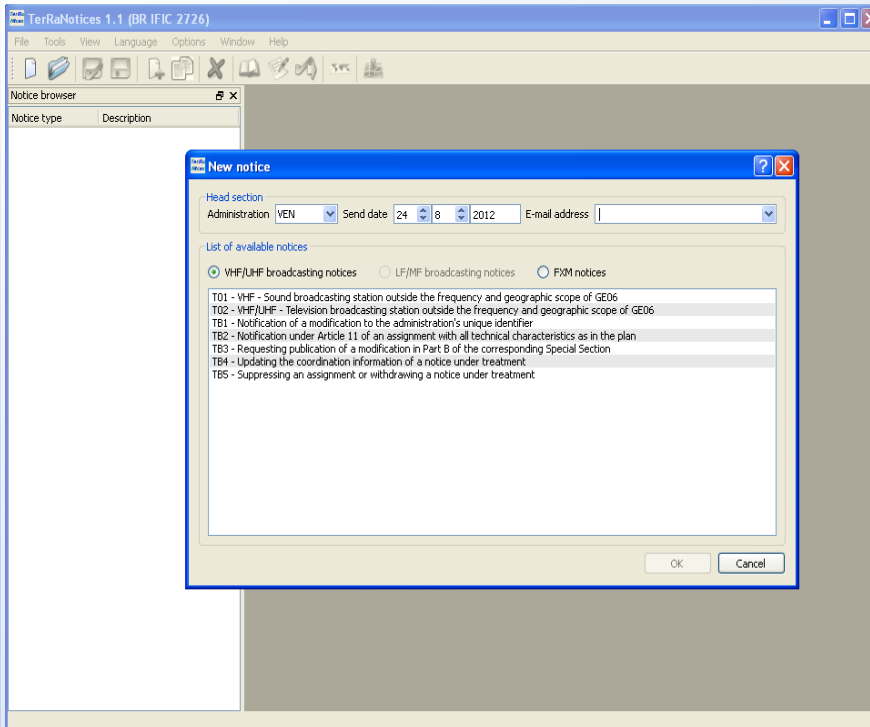 TerRaNotices 1.1 (BR IFIC 2726)
File Tools View Language Options Window Help
Notice browser
Notice type Description
New notice
Head section
Administration VEN Send date 24 8 2012 E-mail address
List of available notices
VHF/UHF broadcasting notices LF/MF broadcasting notices FXM notices
T01 - VHF - Sound broadcasting station outside the frequency and geographic scope of GE06
T02 - VHF/UHF - Television broadcasting station outside the frequency and geographic scope of GE06
TB1 - Notification of a modification to the administration's unique identifier
TB2 - Notification under Article 11 of an assignment with all technical characteristics as in the plan
TB3 - Requesting publication of a modification in Part B of the corresponding Special Section
TB4 - Updating the coordination information of a notice under treatment
TB5 - Suppressing an assignment or withdrawing a notice under treatment
OK Cancel